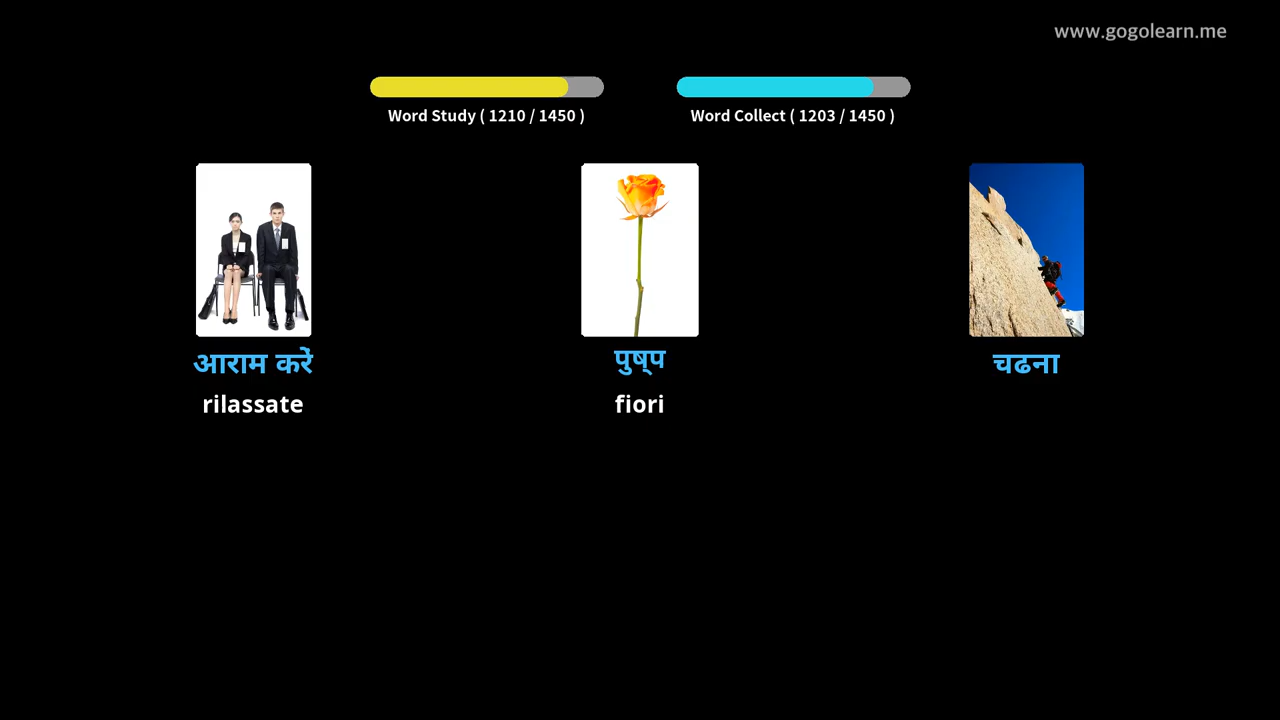 www.gogolearn.me
Word Study ( 1210 / 1450 )
Word Collect ( 1203 / 1450 )
आराम करें
पुष्प
चढना
rilassate
fiori